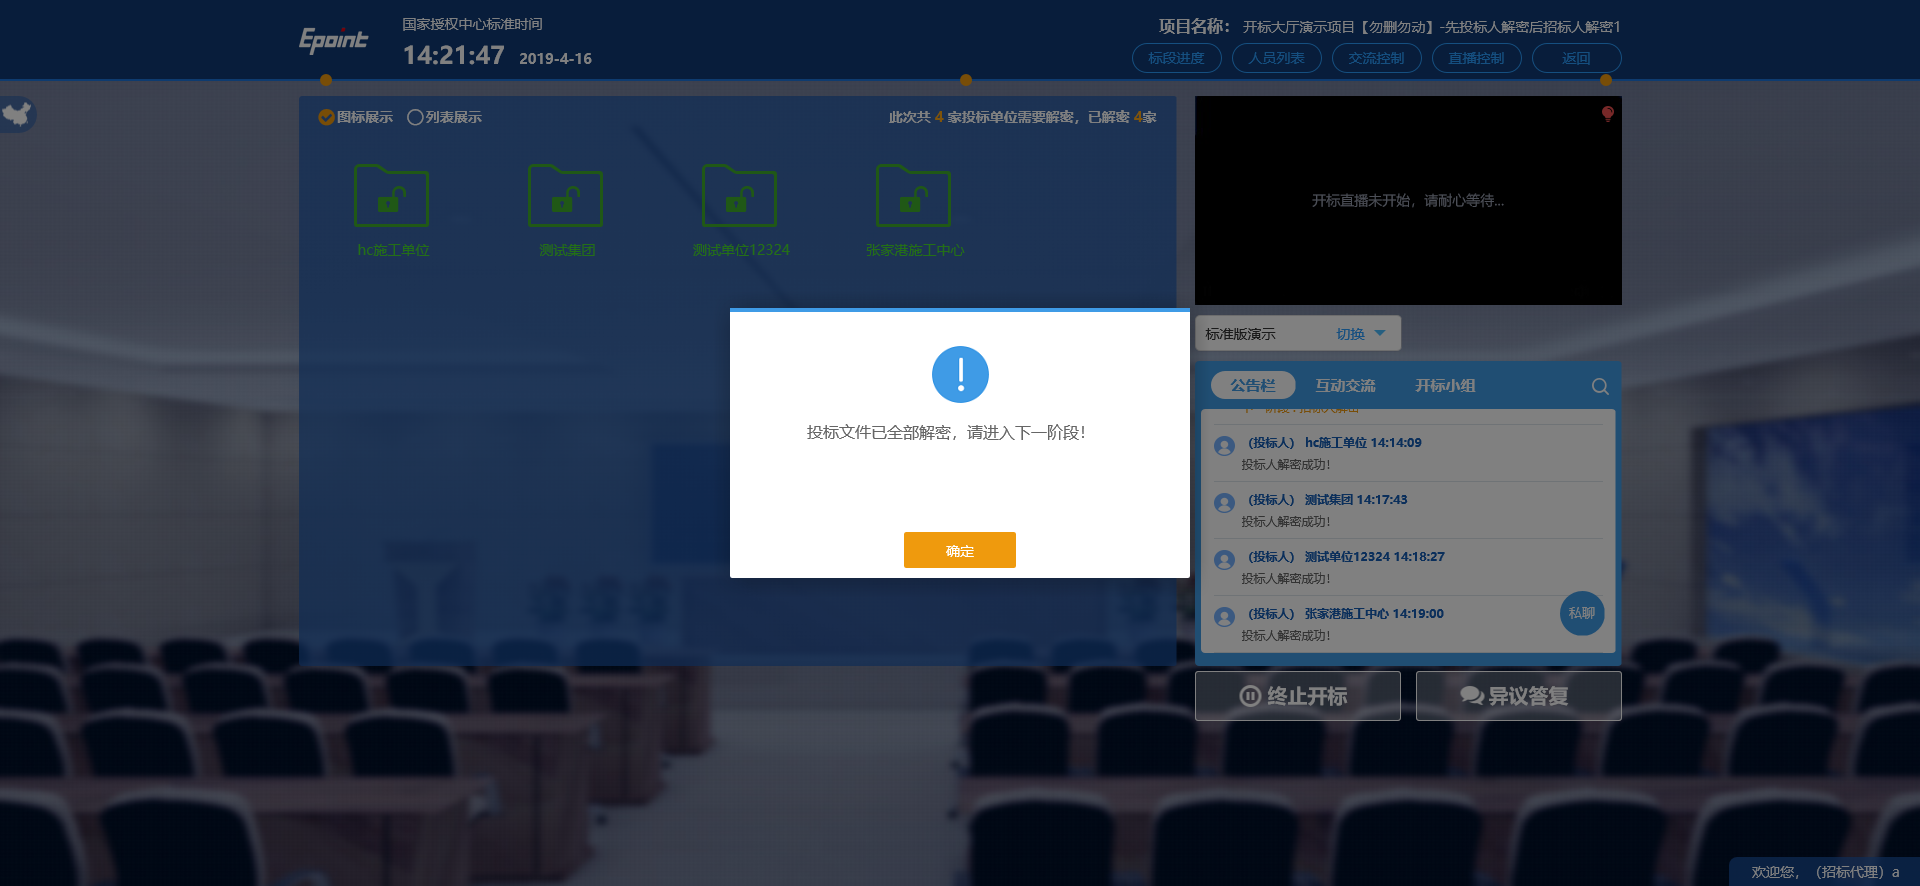 Epoint
国家授权中心标准时间
14:21:47 2019-4-16
项目名称： 开标大厅演示项目【勿删勿动】-先投标人解密后招标人解密1
标段进度 人员列表 交流控制 直播控制 返回
图标展示 列表展示
此次共 4 家投标单位需要解密，已解密 4家
hc施工单位 测试集团 测试单位12324 张家港施工中心
开标直播未开始，请耐心等待...
标准版演示 切换
公告栏 互动交流 开标小组
下一阶段:招标人解密
（投标人） hc施工单位 14:14:09
投标人解密成功！
（投标人） 测试集团 14:17:43
投标人解密成功！
（投标人） 测试单位12324 14:18:27
投标人解密成功！
（投标人） 张家港施工中心 14:19:00
投标人解密成功！
私聊
投标文件已全部解密，请进入下一阶段！
确定
终止开标 异议答复
欢迎您，（招标代理）a